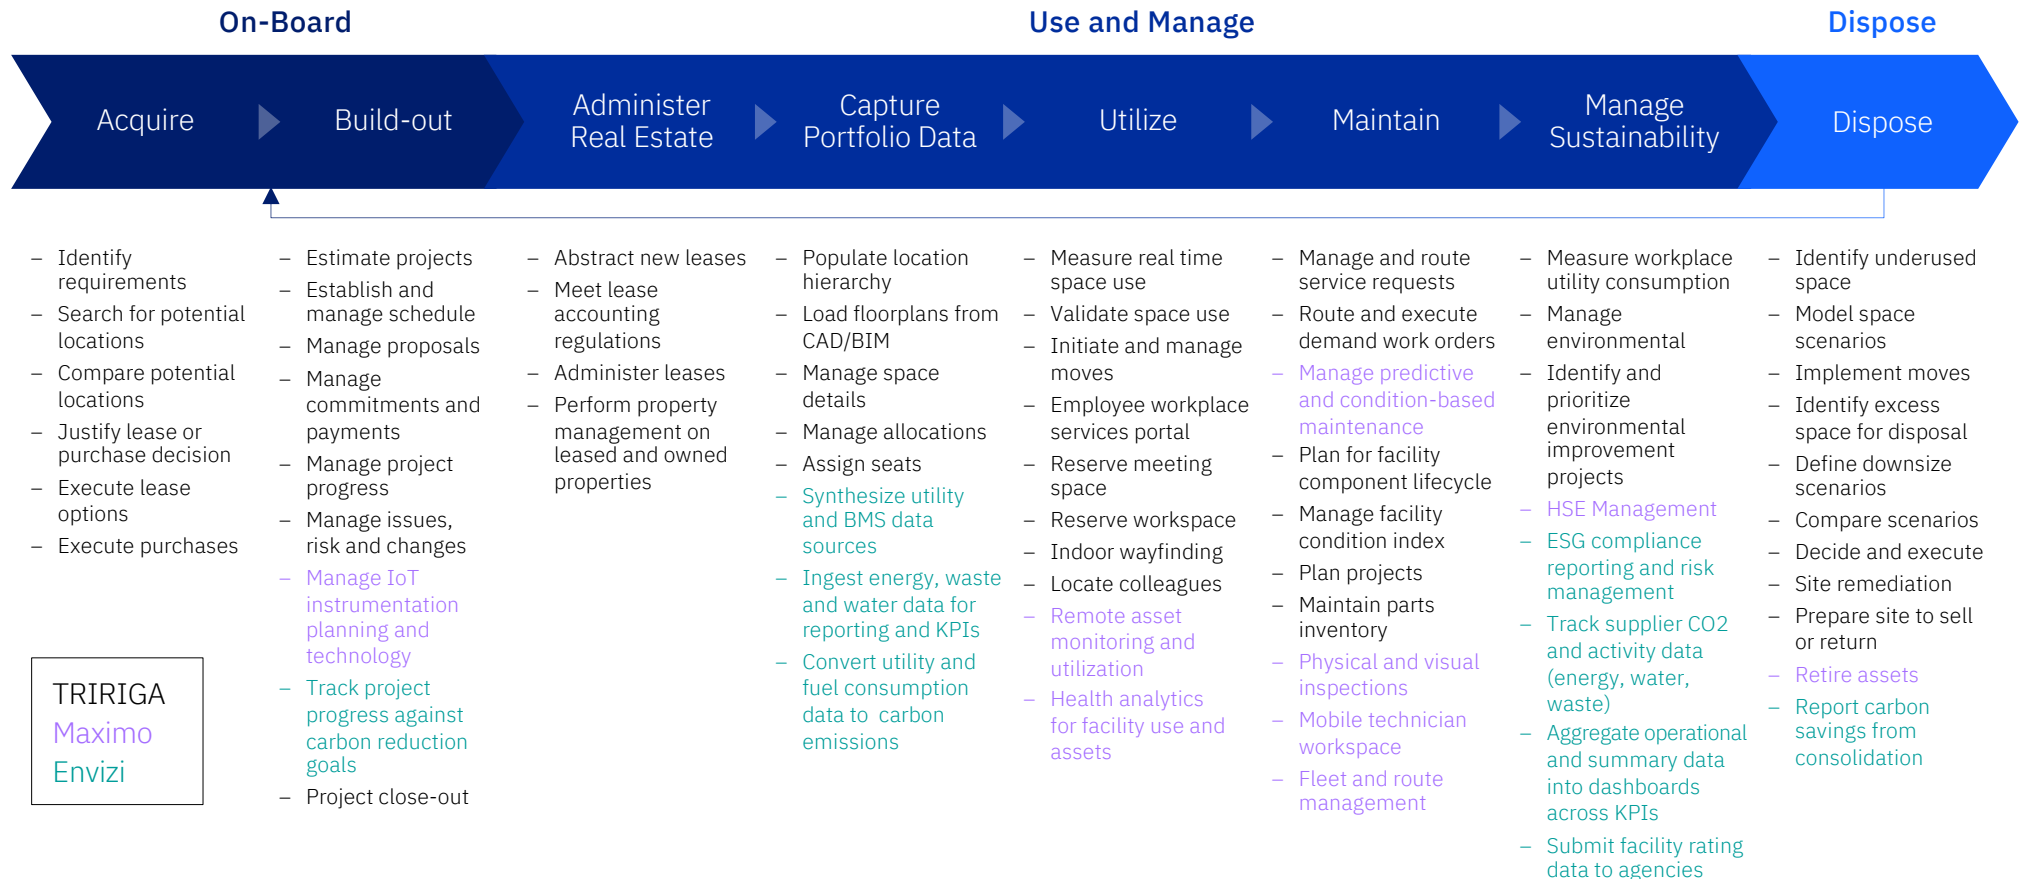 On-Board
Use and Manage
Dispose
Acquire
Build-out
Administer
Real Estate
Capture
Portfolio Data
Utilize
Maintain
Manage
Sustainability
Dispose
– Identify
requirements
– Search for potential
locations
– Compare potential
locations
– Justify lease or
purchase decision
– Execute lease
options
– Execute purchases
– Estimate projects
– Establish and
manage schedule
– Manage proposals
– Manage
commitments and
payments
– Manage project
progress
– Manage issues,
risk and changes
– Manage IoT
instrumentation
planning and
technology
– Track project
progress against
carbon reduction
goals
– Project close-out
– Abstract new leases
– Meet lease
accounting
regulations
– Administer leases
– Perform property
management on
leased and owned
properties
– Populate location
hierarchy
– Load floorplans from
CAD/BIM
– Manage space
details
– Manage allocations
– Assign seats
– Synthesize utility
and BMS data
sources
– Ingest energy, waste
and water data for
reporting and KPIs
– Convert utility and
fuel consumption
data to carbon
emissions
– Measure real time
space use
– Validate space use
– Initiate and manage
moves
– Employee workplace
services portal
– Reserve meeting
space
– Reserve workspace
– Indoor wayfinding
– Locate colleagues
– Remote asset
monitoring and
utilization
– Health analytics
for facility use and
assets
– Manage and route
service requests
– Route and execute
demand work orders
– Manage predictive
and condition-based
maintenance
– Plan for facility
component lifecycle
– Manage facility
condition index
– Plan projects
– Maintain parts
inventory
– Physical and visual
inspections
– Mobile technician
workspace
– Fleet and route
management
– Measure workplace
utility consumption
– Manage
environmental
– Identify and
prioritize
environmental
improvement
projects
– HSE Management
– ESG compliance
reporting and risk
management
– Track supplier CO2
and activity data
(energy, water,
waste)
– Aggregate operational
and summary data
into dashboards
across KPIs
– Submit facility rating
data to agencies
– Identify underused
space
– Model space
scenarios
– Implement moves
– Identify excess
space for disposal
– Define downsize
scenarios
– Compare scenarios
– Decide and execute
– Site remediation
– Prepare site to sell
or return
– Retire assets
– Report carbon
savings from
consolidation
TRIRIGA
Maximo
Envizi